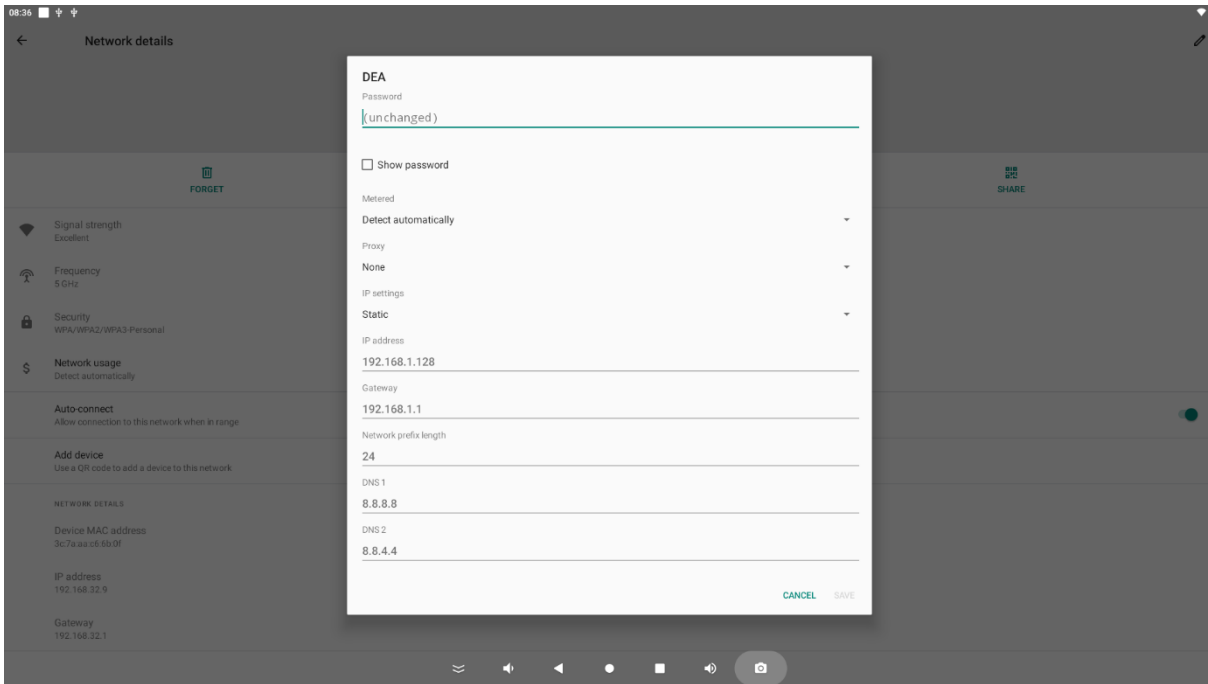 08:36
Network details
DEA
Password
(unchanged)
Show password
Metered
Detect automatically
Proxy
None
IP settings
Static
IP address
192.168.1.128
Gateway
192.168.1.1
Network prefix length
24
DNS 1
8.8.8.8
DNS 2
8.8.4.4
CANCEL SAVE
FORGET
SHARE
Signal strength
Excellent
Frequency
5 GHz
Security
WPA/WPA2/WPA3-Personal
Network usage
Detect automatically
Auto-connect
Allow connection to this network when in range
Add device
Use a QR code to add a device to this network
NETWORK DETAILS
Device MAC address
3c:7a:aa:c6:6b:0f
IP address
192.168.32.9
Gateway
192.168.32.1